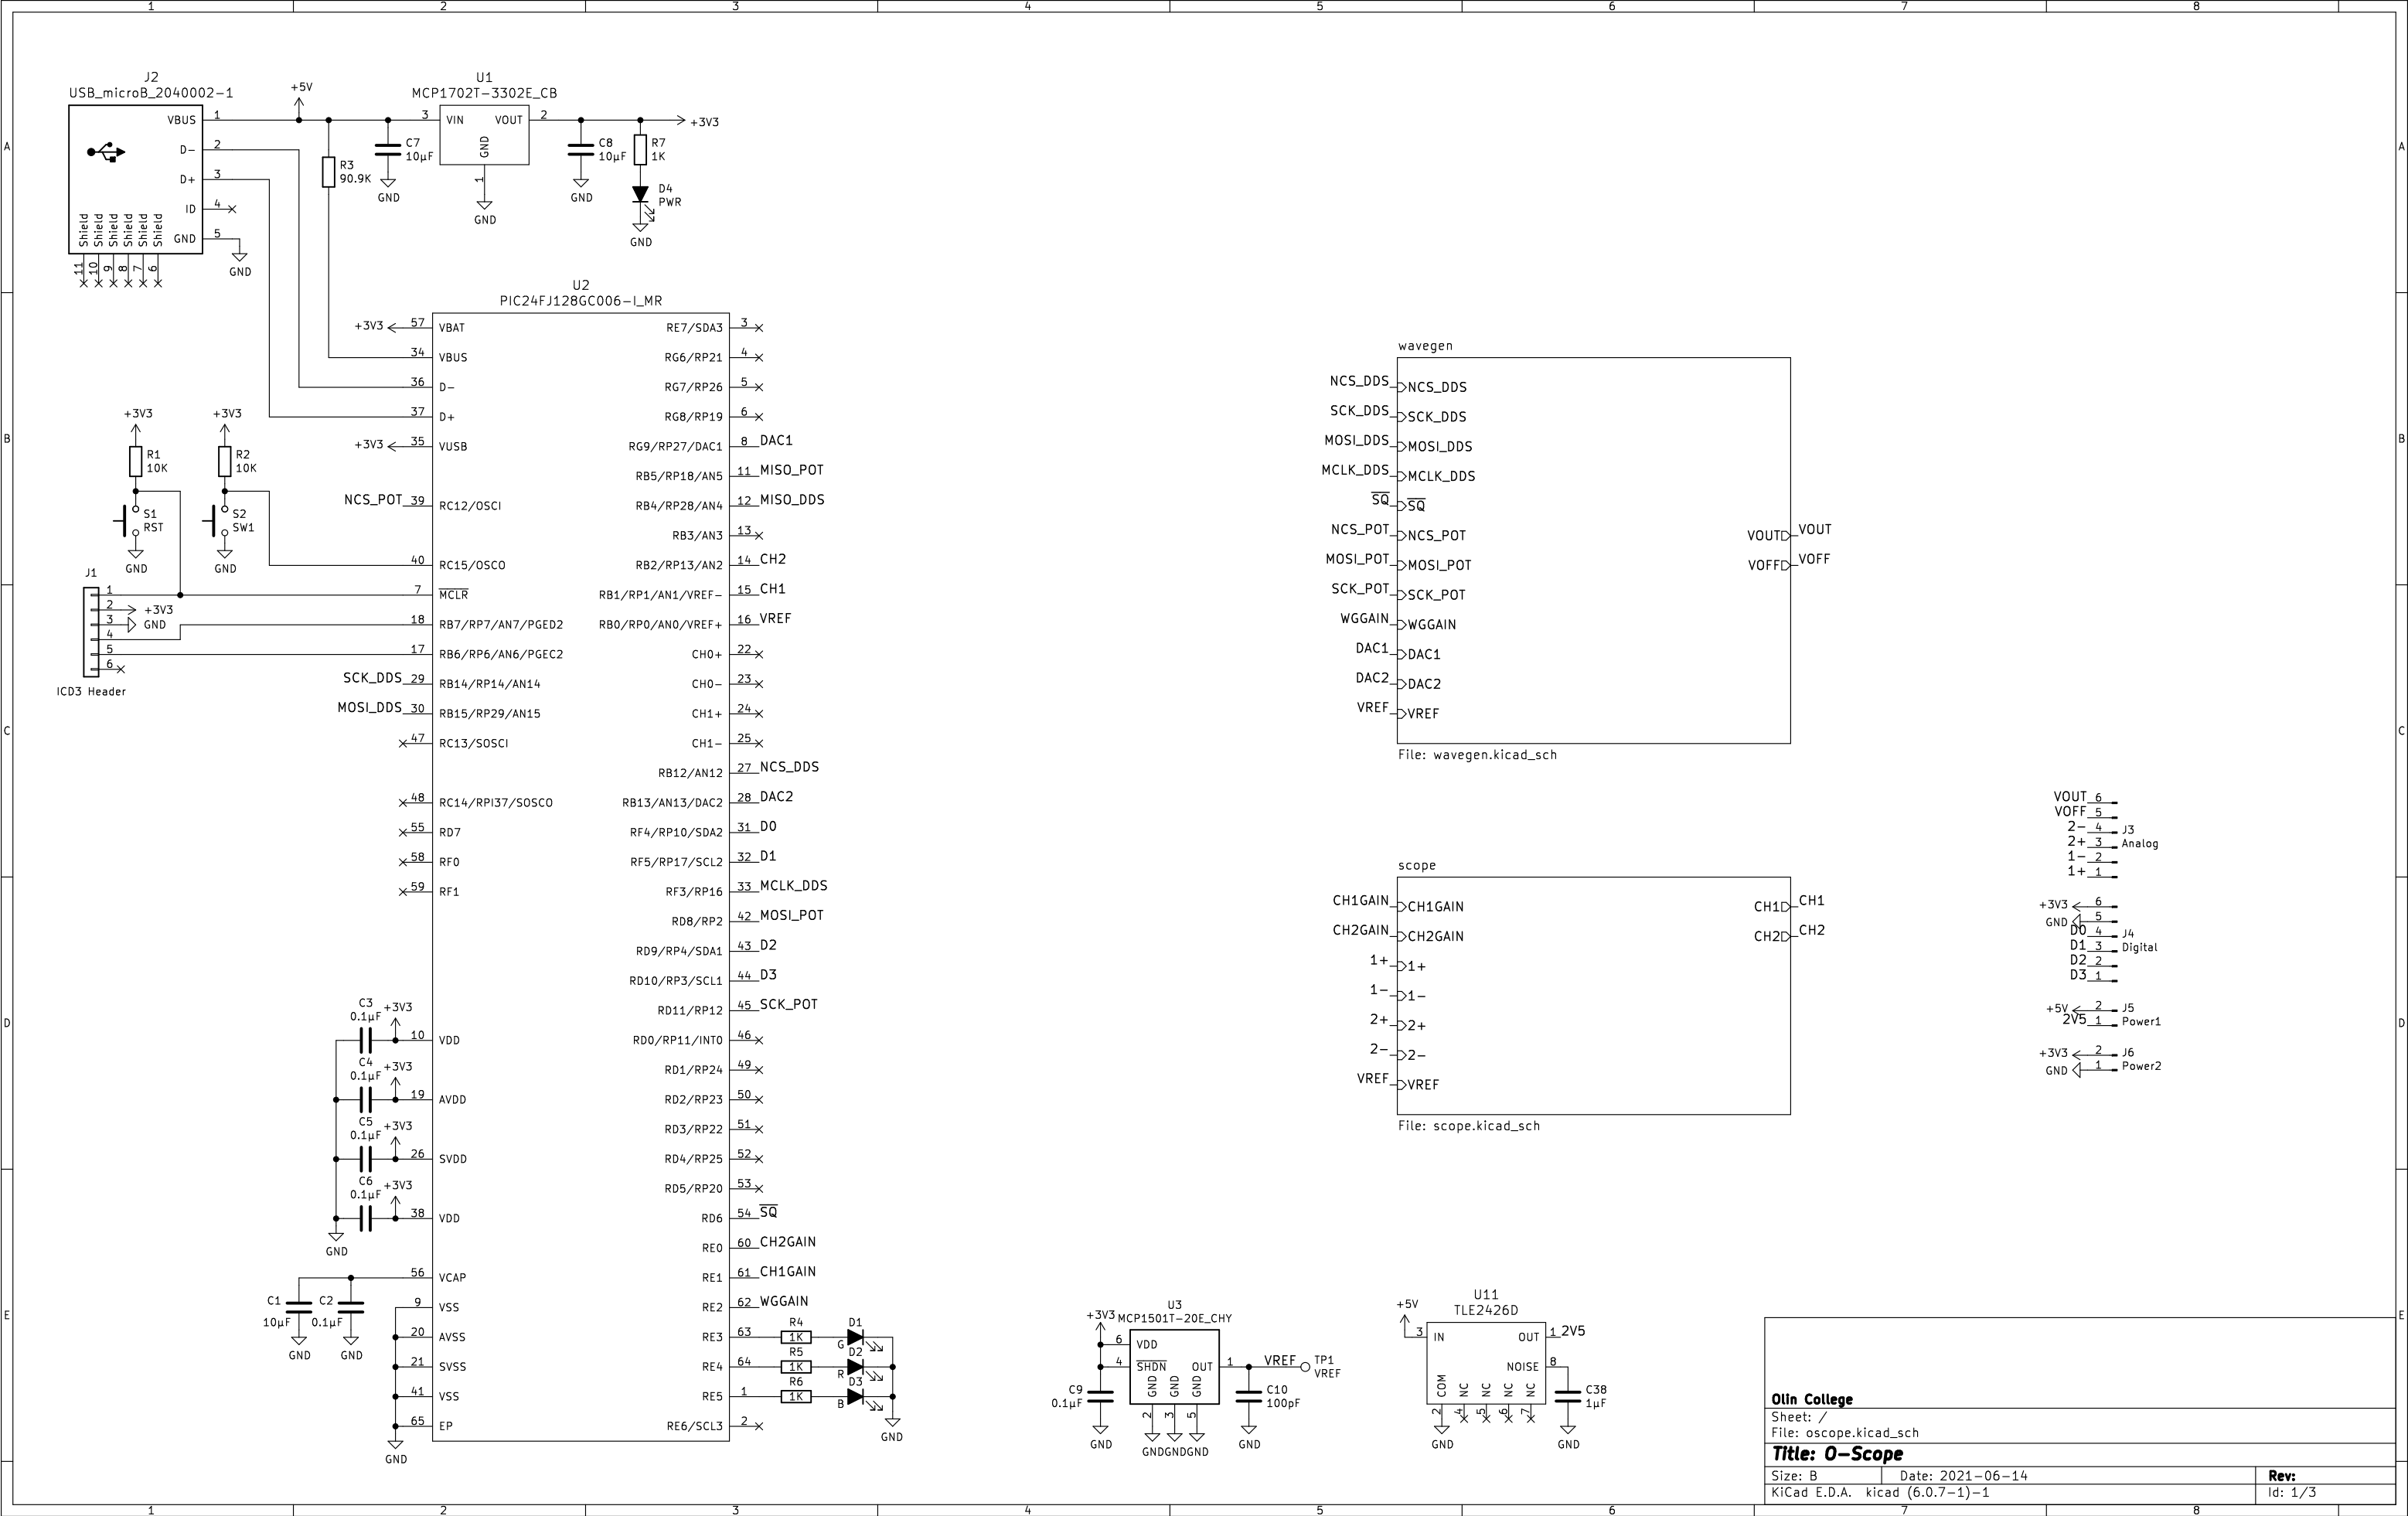 1 2 3 4 5 6 7 8
A
B
C
D
E
J2
USB_microB_2040002-1
VBUS 1
D- 2
D+ 3
ID 4
GND 5
Shield Shield Shield Shield Shield Shield
11 10 9 8 7 6
GND
+5V
R3
90.9K
C7
10µF
GND
U1
MCP1702T-3302E_CB
3 VIN VOUT 2
GND
1
GND
C8
10µF
GND
R7
1K
D4
PWR
GND
+3V3
+3V3
R1
10K
S1
RST
GND
+3V3
R2
10K
S2
SW1
GND
J1
1
2 +3V3
3 GND
4
5
6
ICD3 Header
U2
PIC24FJ128GC006-I_MR
+3V3 57 VBAT
34 VBUS
36 D-
37 D+
+3V3 35 VUSB
NCS_POT 39 RC12/OSCI
40 RC15/OSCO
7 MCLR
18 RB7/RP7/AN7/PGED2
17 RB6/RP6/AN6/PGEC2
SCK_DDS 29 RB14/RP14/AN14
MOSI_DDS 30 RB15/RP29/AN15
47 RC13/SOSCI
48 RC14/RPI37/SOSCO
55 RD7
58 RF0
59 RF1
C3
0.1µF +3V3
10 VDD
C4
0.1µF +3V3
19 AVDD
C5
0.1µF +3V3
26 SVDD
C6
0.1µF +3V3
38 VDD
GND
56 VCAP
C1
10µF
GND
C2
0.1µF
GND
9 VSS
20 AVSS
21 SVSS
41 VSS
65 EP
GND
RE7/SDA3 3
RG6/RP21 4
RG7/RP26 5
RG8/RP19 6
RG9/RP27/DAC1 8 DAC1
RB5/RP18/AN5 11 MISO_POT
RB4/RP28/AN4 12 MISO_DDS
RB3/AN3 13
RB2/RP13/AN2 14 CH2
RB1/RP1/AN1/VREF- 15 CH1
RB0/RP0/AN0/VREF+ 16 VREF
CH0+ 22
CH0- 23
CH1+ 24
CH1- 25
RB12/AN12 27 NCS_DDS
RB13/AN13/DAC2 28 DAC2
RF4/RP10/SDA2 31 D0
RF5/RP17/SCL2 32 D1
RF3/RP16 33 MCLK_DDS
RD8/RP2 42 MOSI_POT
RD9/RP4/SDA1 43 D2
RD10/RP3/SCL1 44 D3
RD11/RP12 45 SCK_POT
RD0/RP11/INT0 46
RD1/RP24 49
RD2/RP23 50
RD3/RP22 51
RD4/RP25 52
RD5/RP20 53
RD6 54 SQ
RE0 60 CH2GAIN
RE1 61 CH1GAIN
RE2 62 WGGAIN
RE3 63 R4 1K D1 G
RE4 64 R5 1K D2 R
RE5 1 R6 1K D3 B
RE6/SCL3 2
GND
wavegen
NCS_DDS NCS_DDS
SCK_DDS SCK_DDS
MOSI_DDS MOSI_DDS
MCLK_DDS MCLK_DDS
SQ SQ
NCS_POT NCS_POT VOUT VOUT
MOSI_POT MOSI_POT VOFF VOFF
SCK_POT SCK_POT
WGGAIN WGGAIN
DAC1 DAC1
DAC2 DAC2
VREF VREF
File: wavegen.kicad_sch
scope
CH1GAIN CH1GAIN CH1 CH1
CH2GAIN CH2GAIN CH2 CH2
1+ 1+
1- 1-
2+ 2+
2- 2-
VREF VREF
File: scope.kicad_sch
VOUT 6
VOFF 5
2- 4 J3
2+ 3 Analog
1- 2
1+ 1
+3V3 6
GND 5
D0 4 J4
D1 3 Digital
D2 2
D3 1
+5V 2 J5
2V5 1 Power1
+3V3 2 J6
GND 1 Power2
U3
MCP1501T-20E_CHY
+3V3
6 VDD
4 SHDN OUT 1 VREF TP1
VREF
GND GND GND
2 3 5
GND GND GND
C9
0.1µF
GND
C10
100pF
GND
U11
TLE2426D
+5V
3 IN OUT 1 2V5
NOISE 8
COM NC NC NC NC
2 4 5 6 7
GND
C38
1µF
GND
Olin College
Sheet: /
File: oscope.kicad_sch
Title: O-Scope
Size: B Date: 2021-06-14 Rev:
KiCad E.D.A. kicad (6.0.7-1)-1 Id: 1/3
A
B
C
D
E
1 2 3 4 5 6 7 8